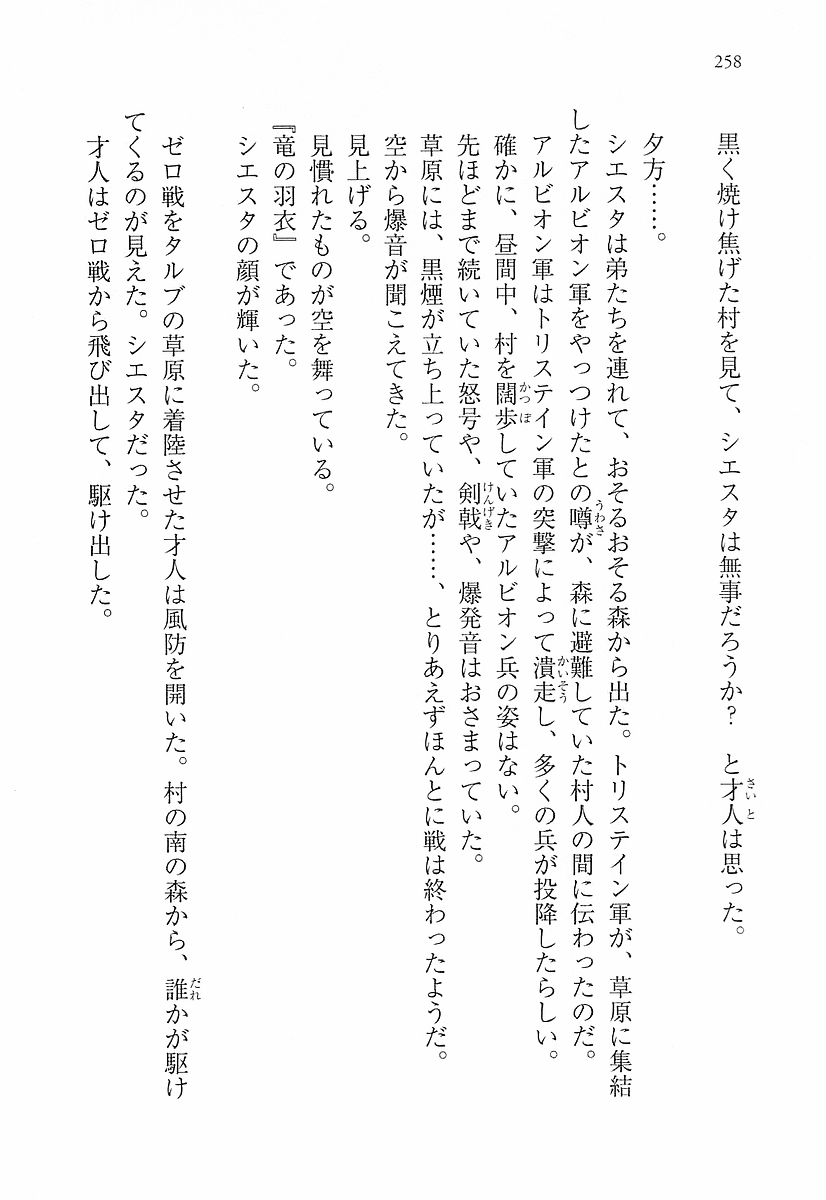 258
黒く焼け焦げた村を見て、シエスタは無事だろうか？　と才人は思った。
夕方……。
シエスタは弟たちを連れて、おそるおそる森から出た。トリステイン軍が、草原に集結
したアルビオン軍をやっつけたとの噂が、森に避難していた村人の間に伝わったのだ。
アルビオン軍はトリステイン軍の突撃によって潰走し、多くの兵が投降したらしい。
確かに、昼間中、村を闊歩していたアルビオン兵の姿はない。
先ほどまで続いていた怒号や、剣戟や、爆発音はおさまっていた。
草原には、黒煙が立ち上っていたが……、とりあえずほんとに戦は終わったようだ。
空から爆音が聞こえてきた。
見上げる。
見慣れたものが空を舞っている。
『竜の羽衣』であった。
シエスタの顔が輝いた。
ゼロ戦をタルブの草原に着陸させた才人は風防を開いた。村の南の森から、誰かが駆け
てくるのが見えた。シエスタだった。
才人はゼロ戦から飛び出して、駆け出した。